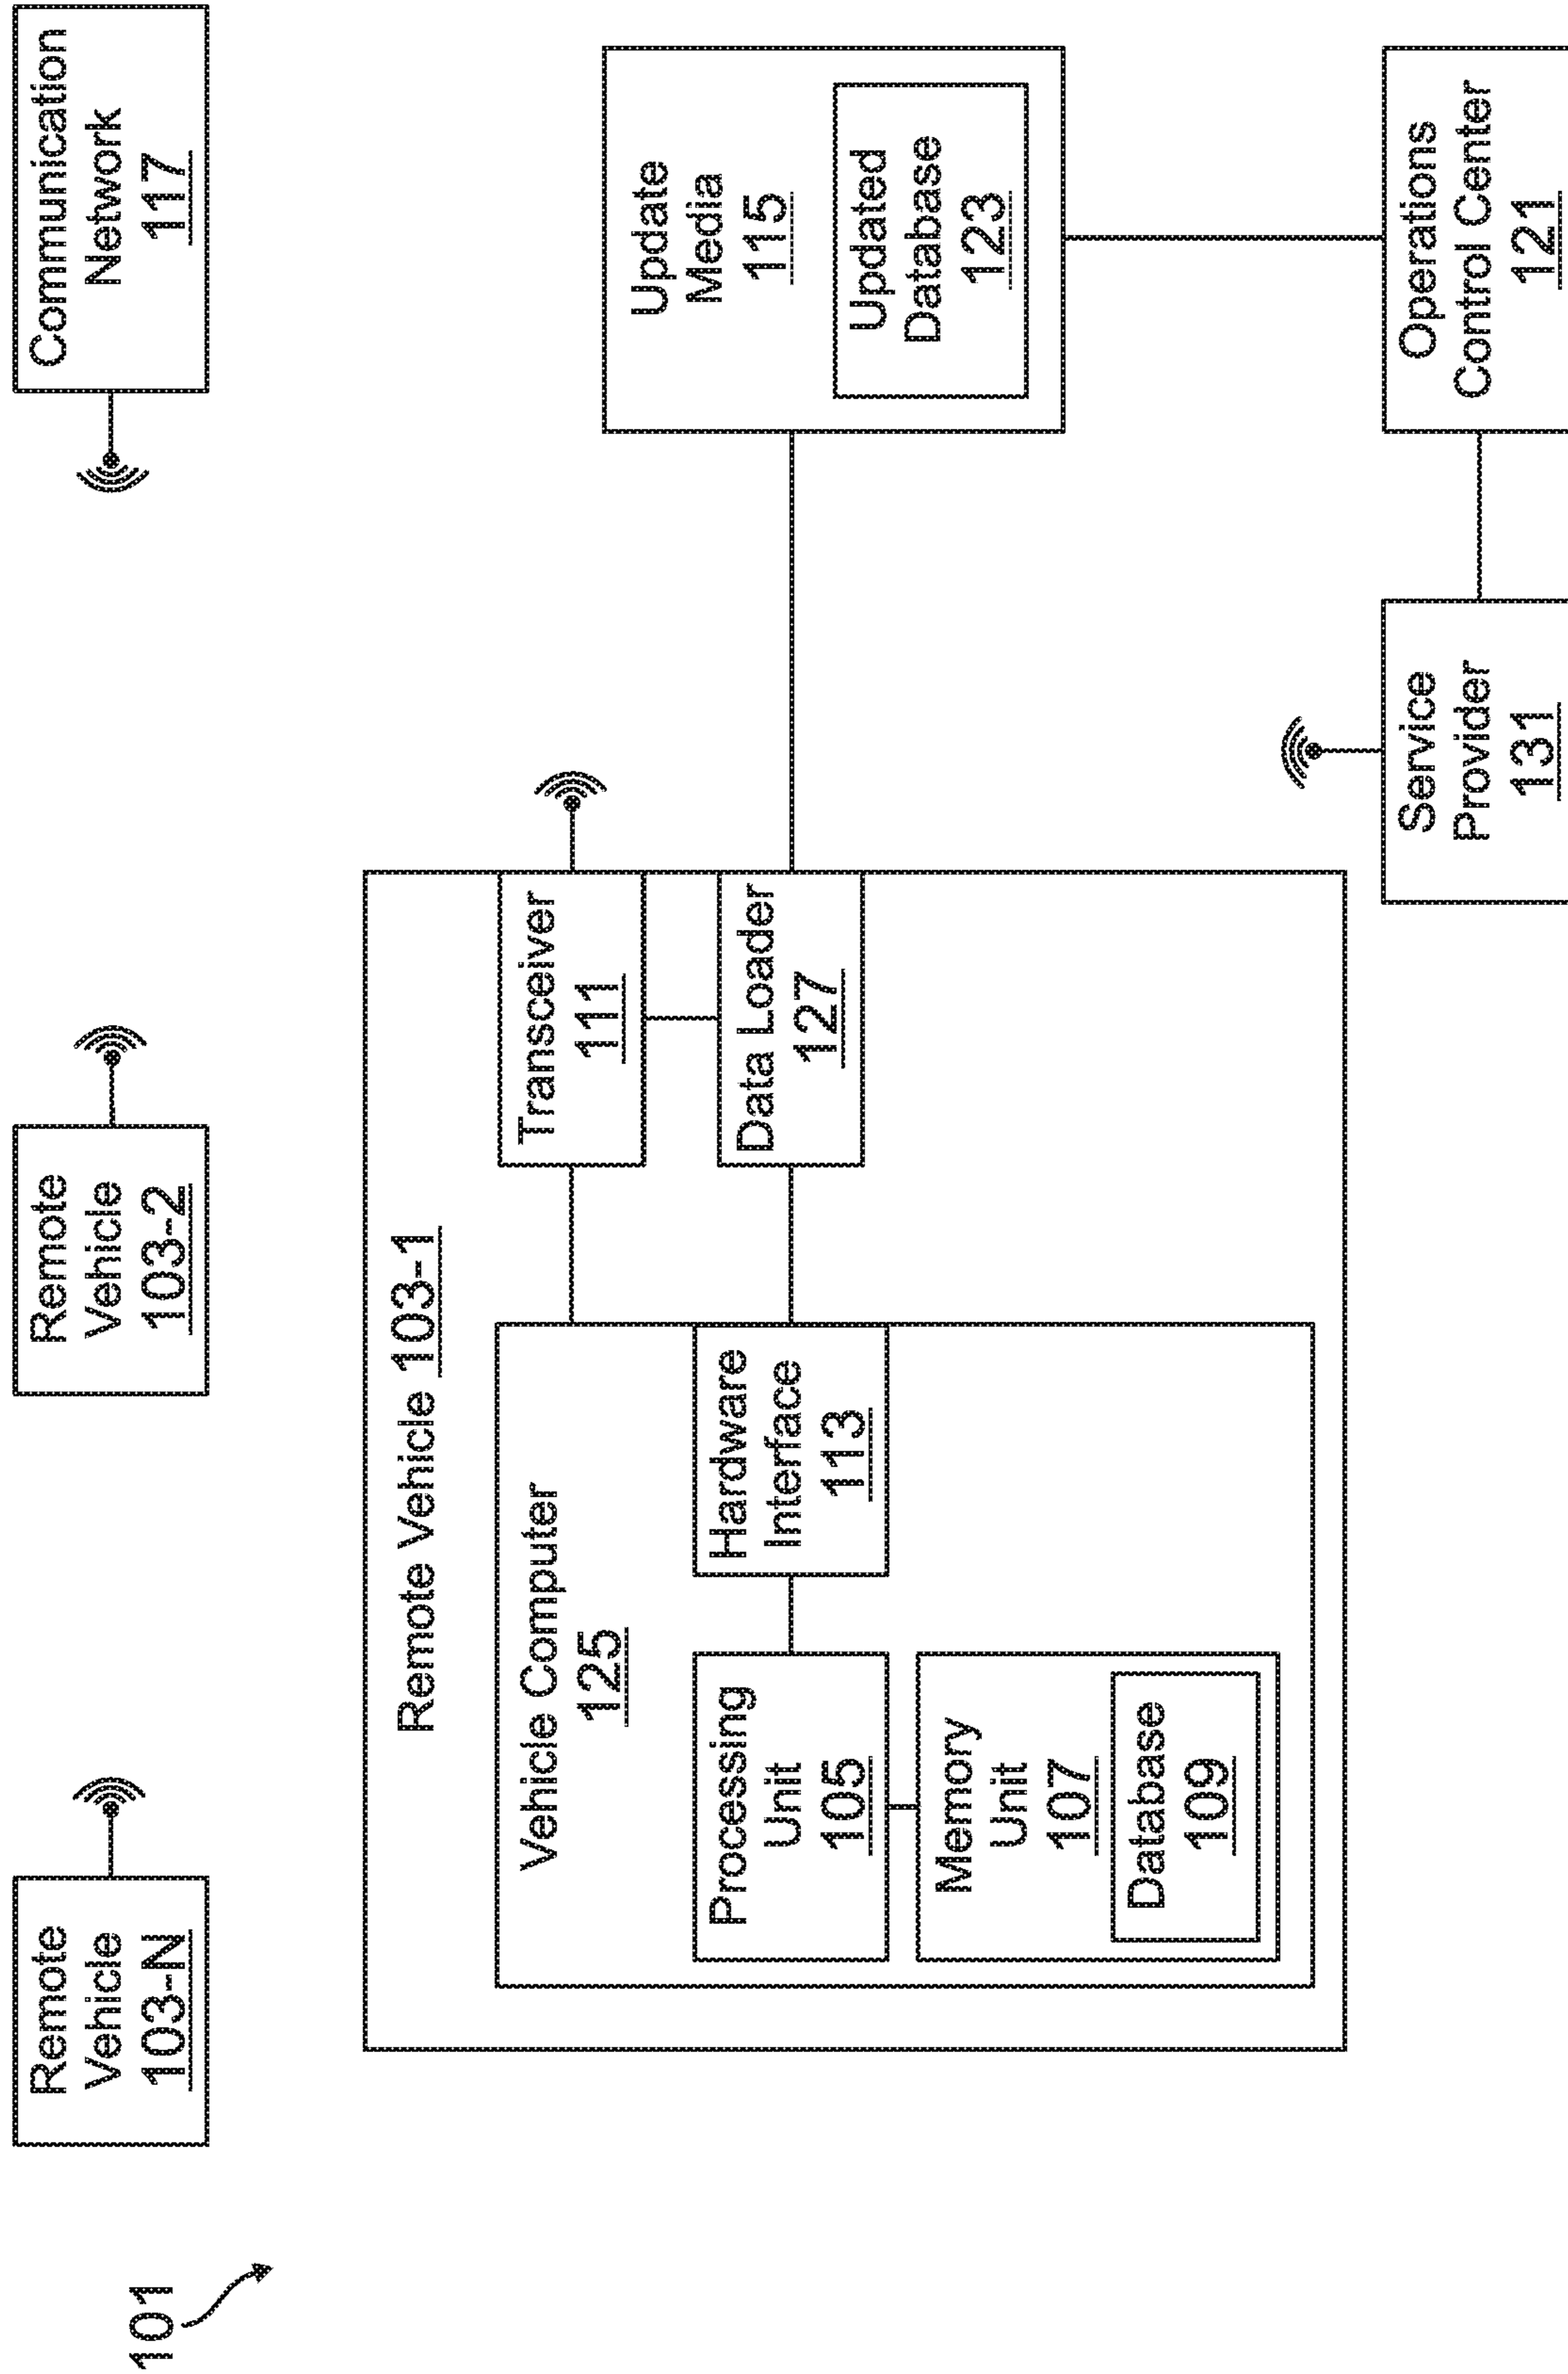 101
Remote
Vehicle
103-N
Remote
Vehicle
103-2
Communication
Network
117
Remote Vehicle 103-1
Vehicle Computer
125
Processing
Unit
105
Memory
Unit
107
Database
109
Hardware
Interface
113
Transceiver
111
Data Loader
127
Update
Media
115
Updated
Database
123
Service
Provider
131
Operations
Control Center
121